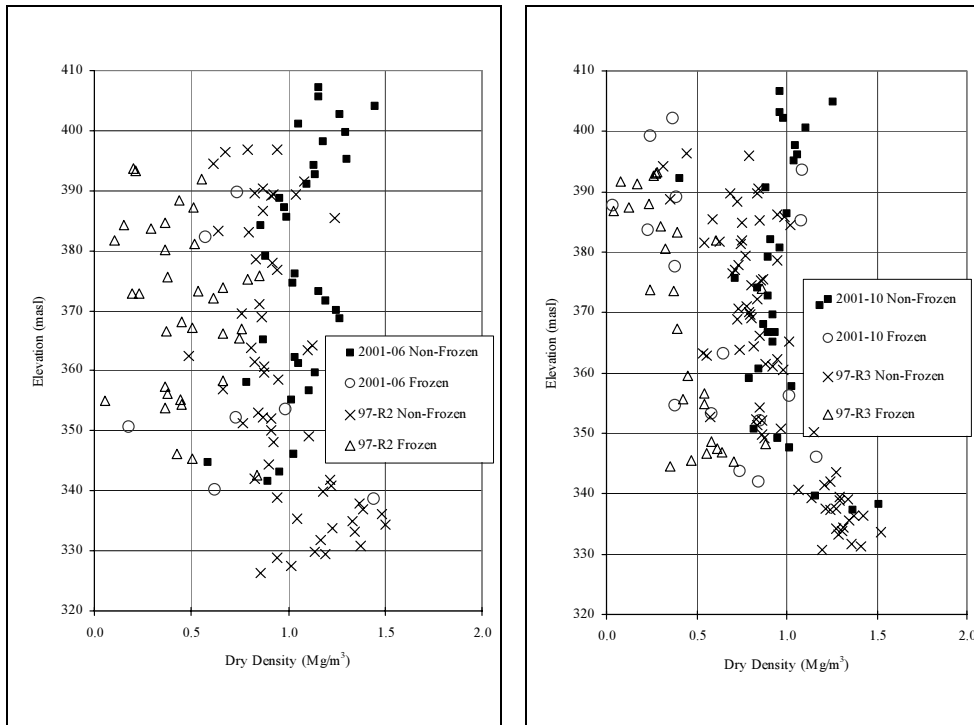 410
400
390
380
370
360
350
340
330
320
Elevation (masl)
0.0 0.5 1.0 1.5 2.0
Dry Density (Mg/m³)
2001-06 Non-Frozen
2001-06 Frozen
97-R2 Non-Frozen
97-R2 Frozen
410
400
390
380
370
360
350
340
330
320
Elevation (masl)
0.0 0.5 1.0 1.5 2.0
Dry Density (Mg/m³)
2001-10 Non-Frozen
2001-10 Frozen
97-R3 Non-Frozen
97-R3 Frozen